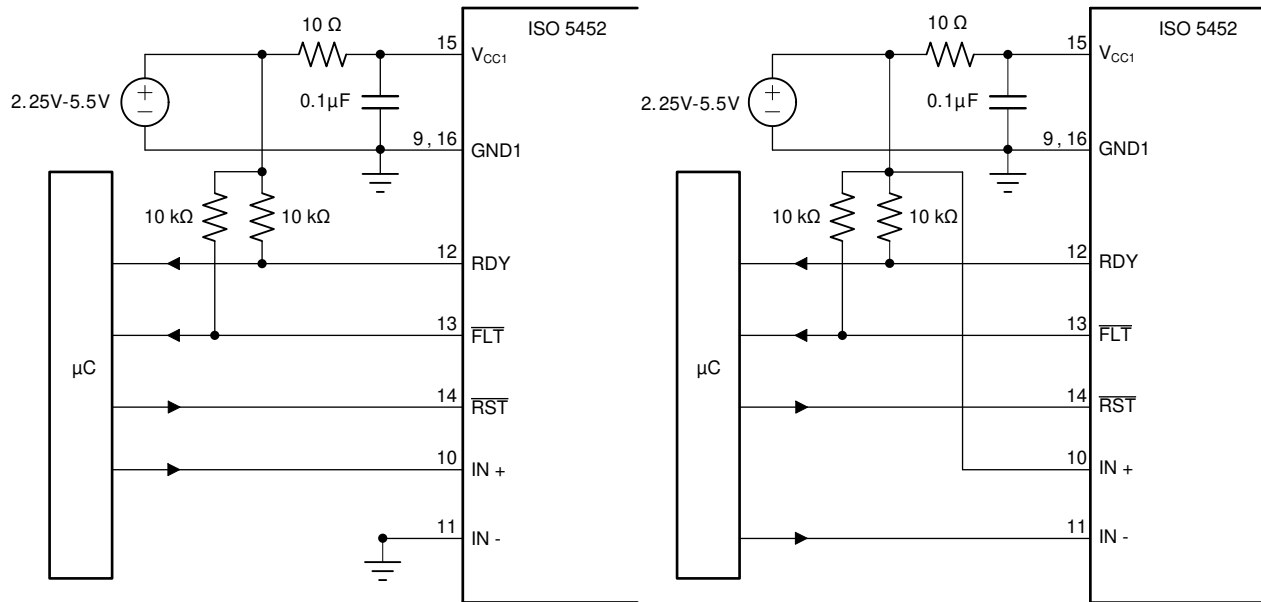 10 Ω
ISO 5452
15
VCC1
2.25V-5.5V
0.1µF
9, 16
GND1
10 kΩ
10 kΩ
12
RDY
13
FLT
µC
14
RST
10
IN +
11
IN -
10 Ω
ISO 5452
15
VCC1
2.25V-5.5V
0.1µF
9, 16
GND1
10 kΩ
10 kΩ
12
RDY
13
FLT
µC
14
RST
10
IN +
11
IN -